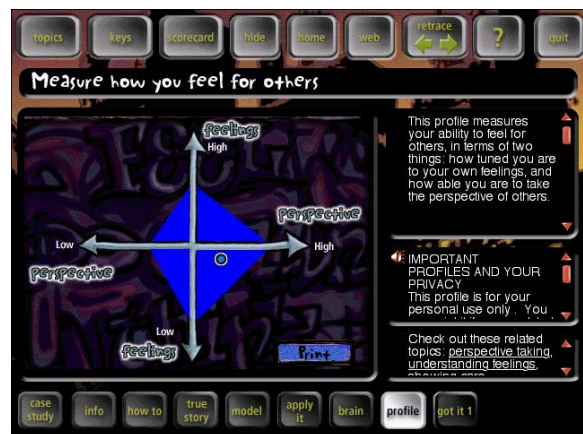 topics
keys
scorecard
hide
home
web
retrace
?
quit
Measure how you feel for others
feelings
High
perspective
Low
High
perspective
Low
feelings
Print
This profile measures
your ability to feel for
others, in terms of two
things: how tuned you are
to your own feelings, and
how able you are to take
the perspective of others.
IMPORTANT
PROFILES AND YOUR
PRIVACY
This profile is for your
personal use only . You
Check out these related
topics: perspective taking,
understanding feelings,
case
study
info
how to
true
story
model
apply
it
brain
profile
got it 1